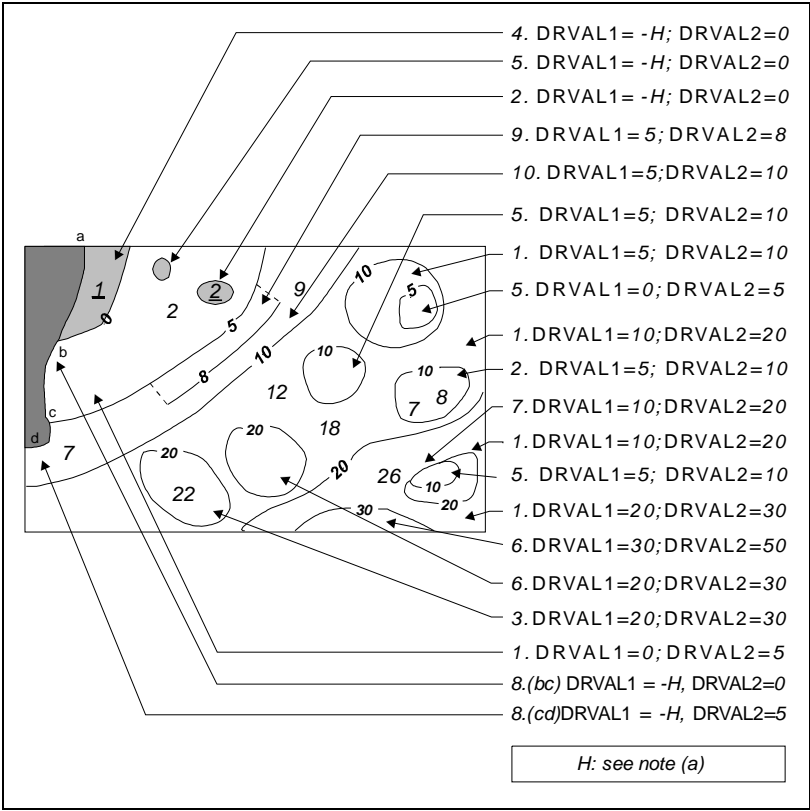 4. DRVAL1= -H; DRVAL2=0
5. DRVAL1= -H; DRVAL2=0
2. DRVAL1= -H; DRVAL2=0
9. DRVAL1=5; DRVAL2=8
10. DRVAL1=5;DRVAL2=10
5. DRVAL1=5; DRVAL2=10
1. DRVAL1=5; DRVAL2=10
5. DRVAL1=0; DRVAL2=5
1.DRVAL1=10;DRVAL2=20
2. DRVAL1=5; DRVAL2=10
7.DRVAL1=10;DRVAL2=20
1.DRVAL1=10;DRVAL2=20
5. DRVAL1=5; DRVAL2=10
1.DRVAL1=20;DRVAL2=30
6.DRVAL1=30;DRVAL2=50
6.DRVAL1=20;DRVAL2=30
3.DRVAL1=20;DRVAL2=30
1. DRVAL1=0; DRVAL2=5
8.(bc) DRVAL1 = -H, DRVAL2=0
8.(cd)DRVAL1 = -H, DRVAL2=5
H: see note (a)
a
1
2
2
9
10
5
0
5
b
8
10
10
10
12
7
8
c
d
7
20
20
18
20
26
10
20
22
30